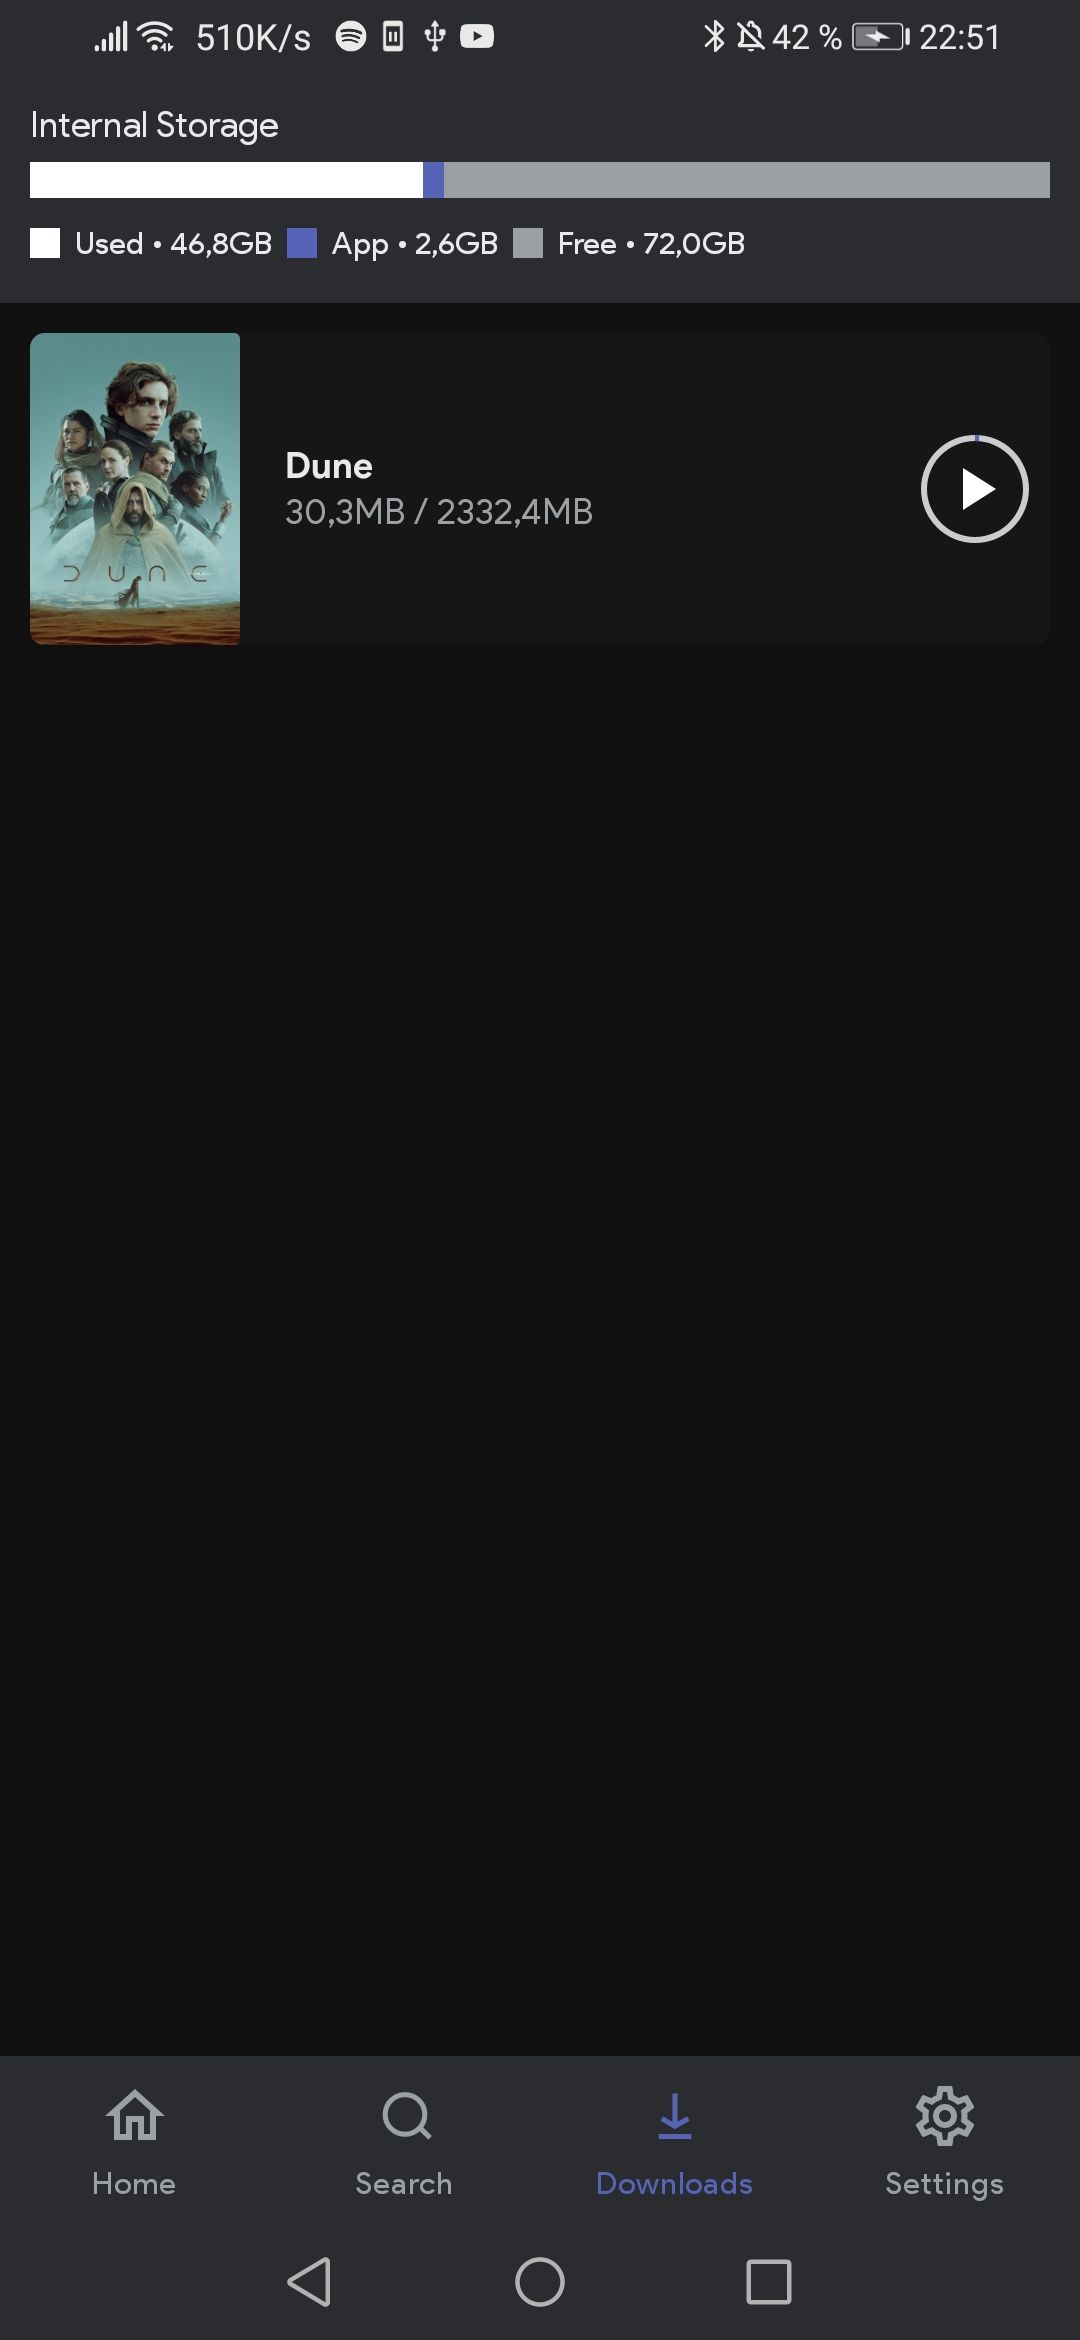 510K/s 42 % 22:51
Internal Storage
Used • 46,8GB App • 2,6GB Free • 72,0GB
DUNE
Dune
30,3MB / 2332,4MB
Home Search Downloads Settings